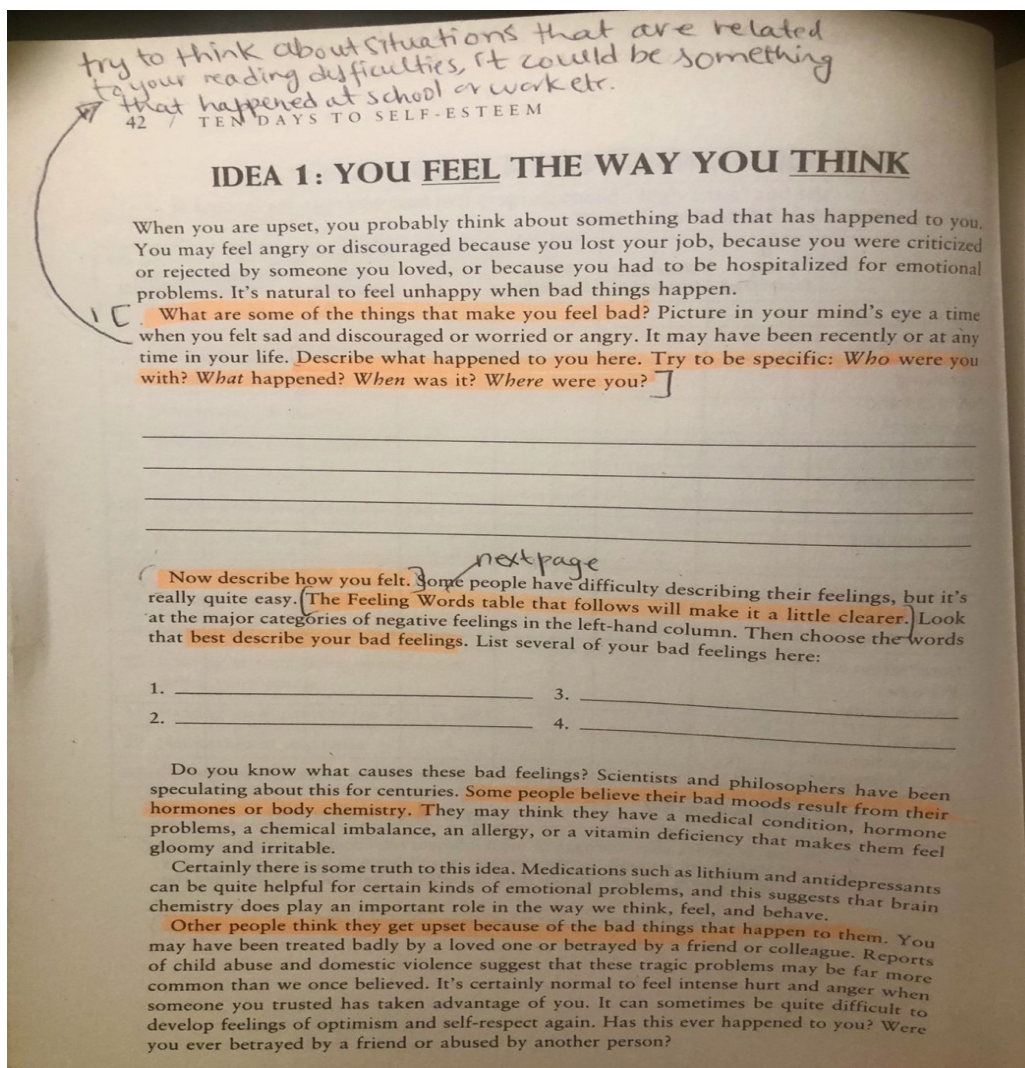 try to think about situations that are related
to your reading difficulties, it could be something
that happened at school or work etc.
42 / TEN DAYS TO SELF-ESTEEM
IDEA 1: YOU FEEL THE WAY YOU THINK
When you are upset, you probably think about something bad that has happened to you.
You may feel angry or discouraged because you lost your job, because you were criticized
or rejected by someone you loved, or because you had to be hospitalized for emotional
problems. It's natural to feel unhappy when bad things happen.
What are some of the things that make you feel bad? Picture in your mind's eye a time
when you felt sad and discouraged or worried or angry. It may have been recently or at any
time in your life. Describe what happened to you here. Try to be specific: Who were you
with? What happened? When was it? Where were you?
next page
Now describe how you felt. Some people have difficulty describing their feelings, but it's
really quite easy. The Feeling Words table that follows will make it a little clearer. Look
at the major categories of negative feelings in the left-hand column. Then choose the words
that best describe your bad feelings. List several of your bad feelings here:
1. 3.
2. 4.
Do you know what causes these bad feelings? Scientists and philosophers have been
speculating about this for centuries. Some people believe their bad moods result from their
hormones or body chemistry. They may think they have a medical condition, hormone
problems, a chemical imbalance, an allergy, or a vitamin deficiency that makes them feel
gloomy and irritable.
Certainly there is some truth to this idea. Medications such as lithium and antidepressants
can be quite helpful for certain kinds of emotional problems, and this suggests that brain
chemistry does play an important role in the way we think, feel, and behave.
Other people think they get upset because of the bad things that happen to them. You
may have been treated badly by a loved one or betrayed by a friend or colleague. Reports
of child abuse and domestic violence suggest that these tragic problems may be far more
common than we once believed. It's certainly normal to feel intense hurt and anger when
someone you trusted has taken advantage of you. It can sometimes be quite difficult to
develop feelings of optimism and self-respect again. Has this ever happened to you? Were
you ever betrayed by a friend or abused by another person?